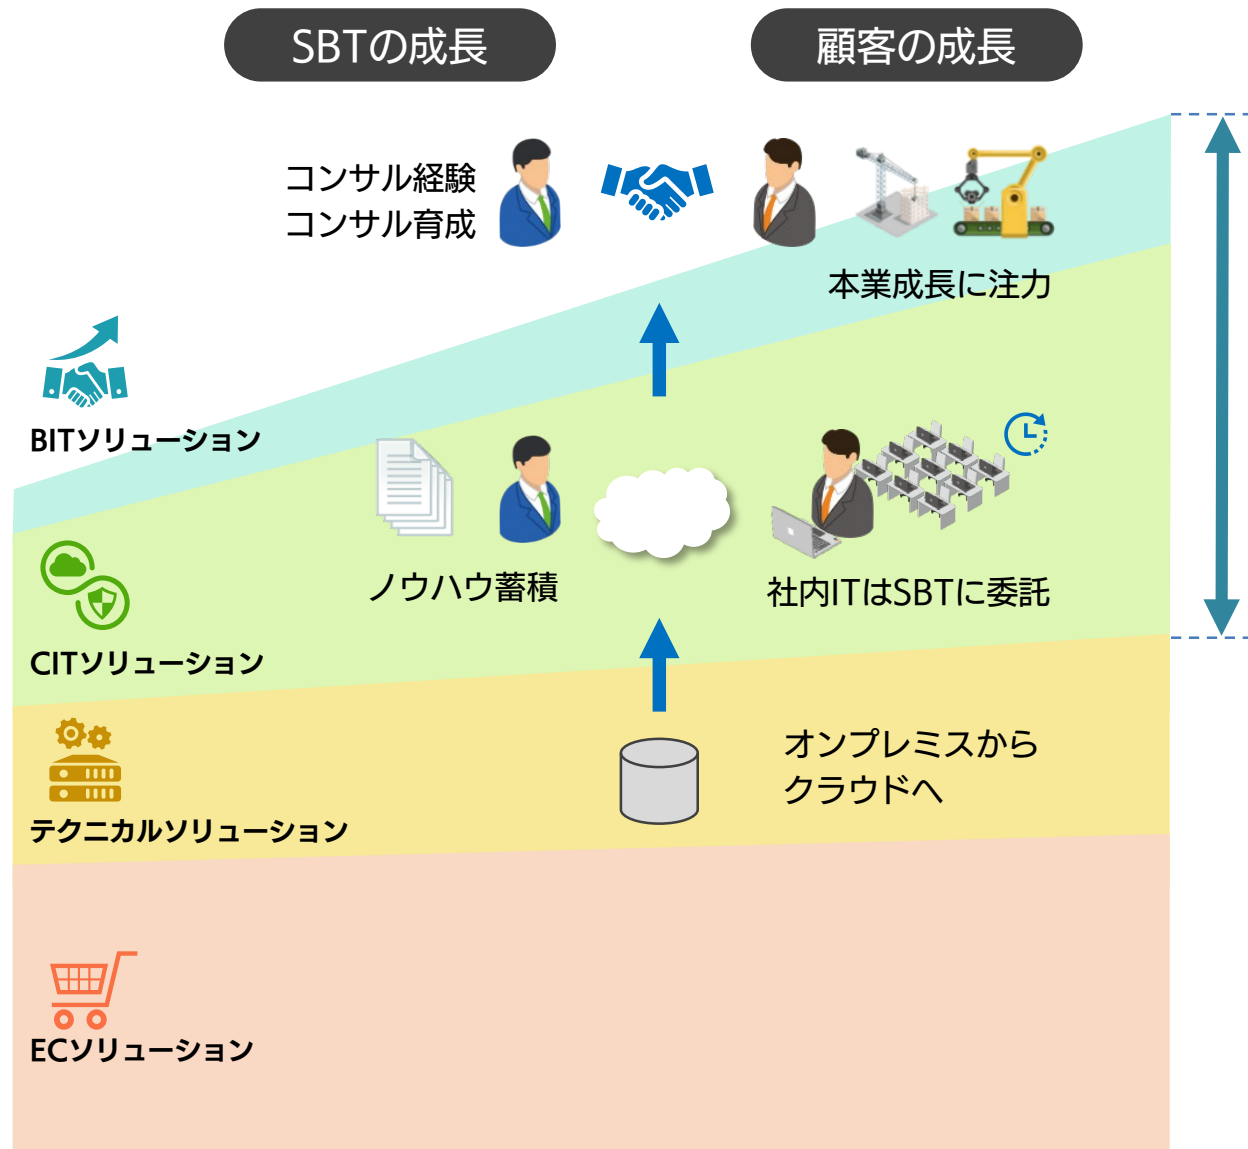 SBTの成長
顧客の成長
コンサル経験
コンサル育成
本業成長に注力
BITソリューション
ノウハウ蓄積
社内ITはSBTに委託
CITソリューション
オンプレミスから
クラウドへ
テクニカルソリューション
ECソリューション